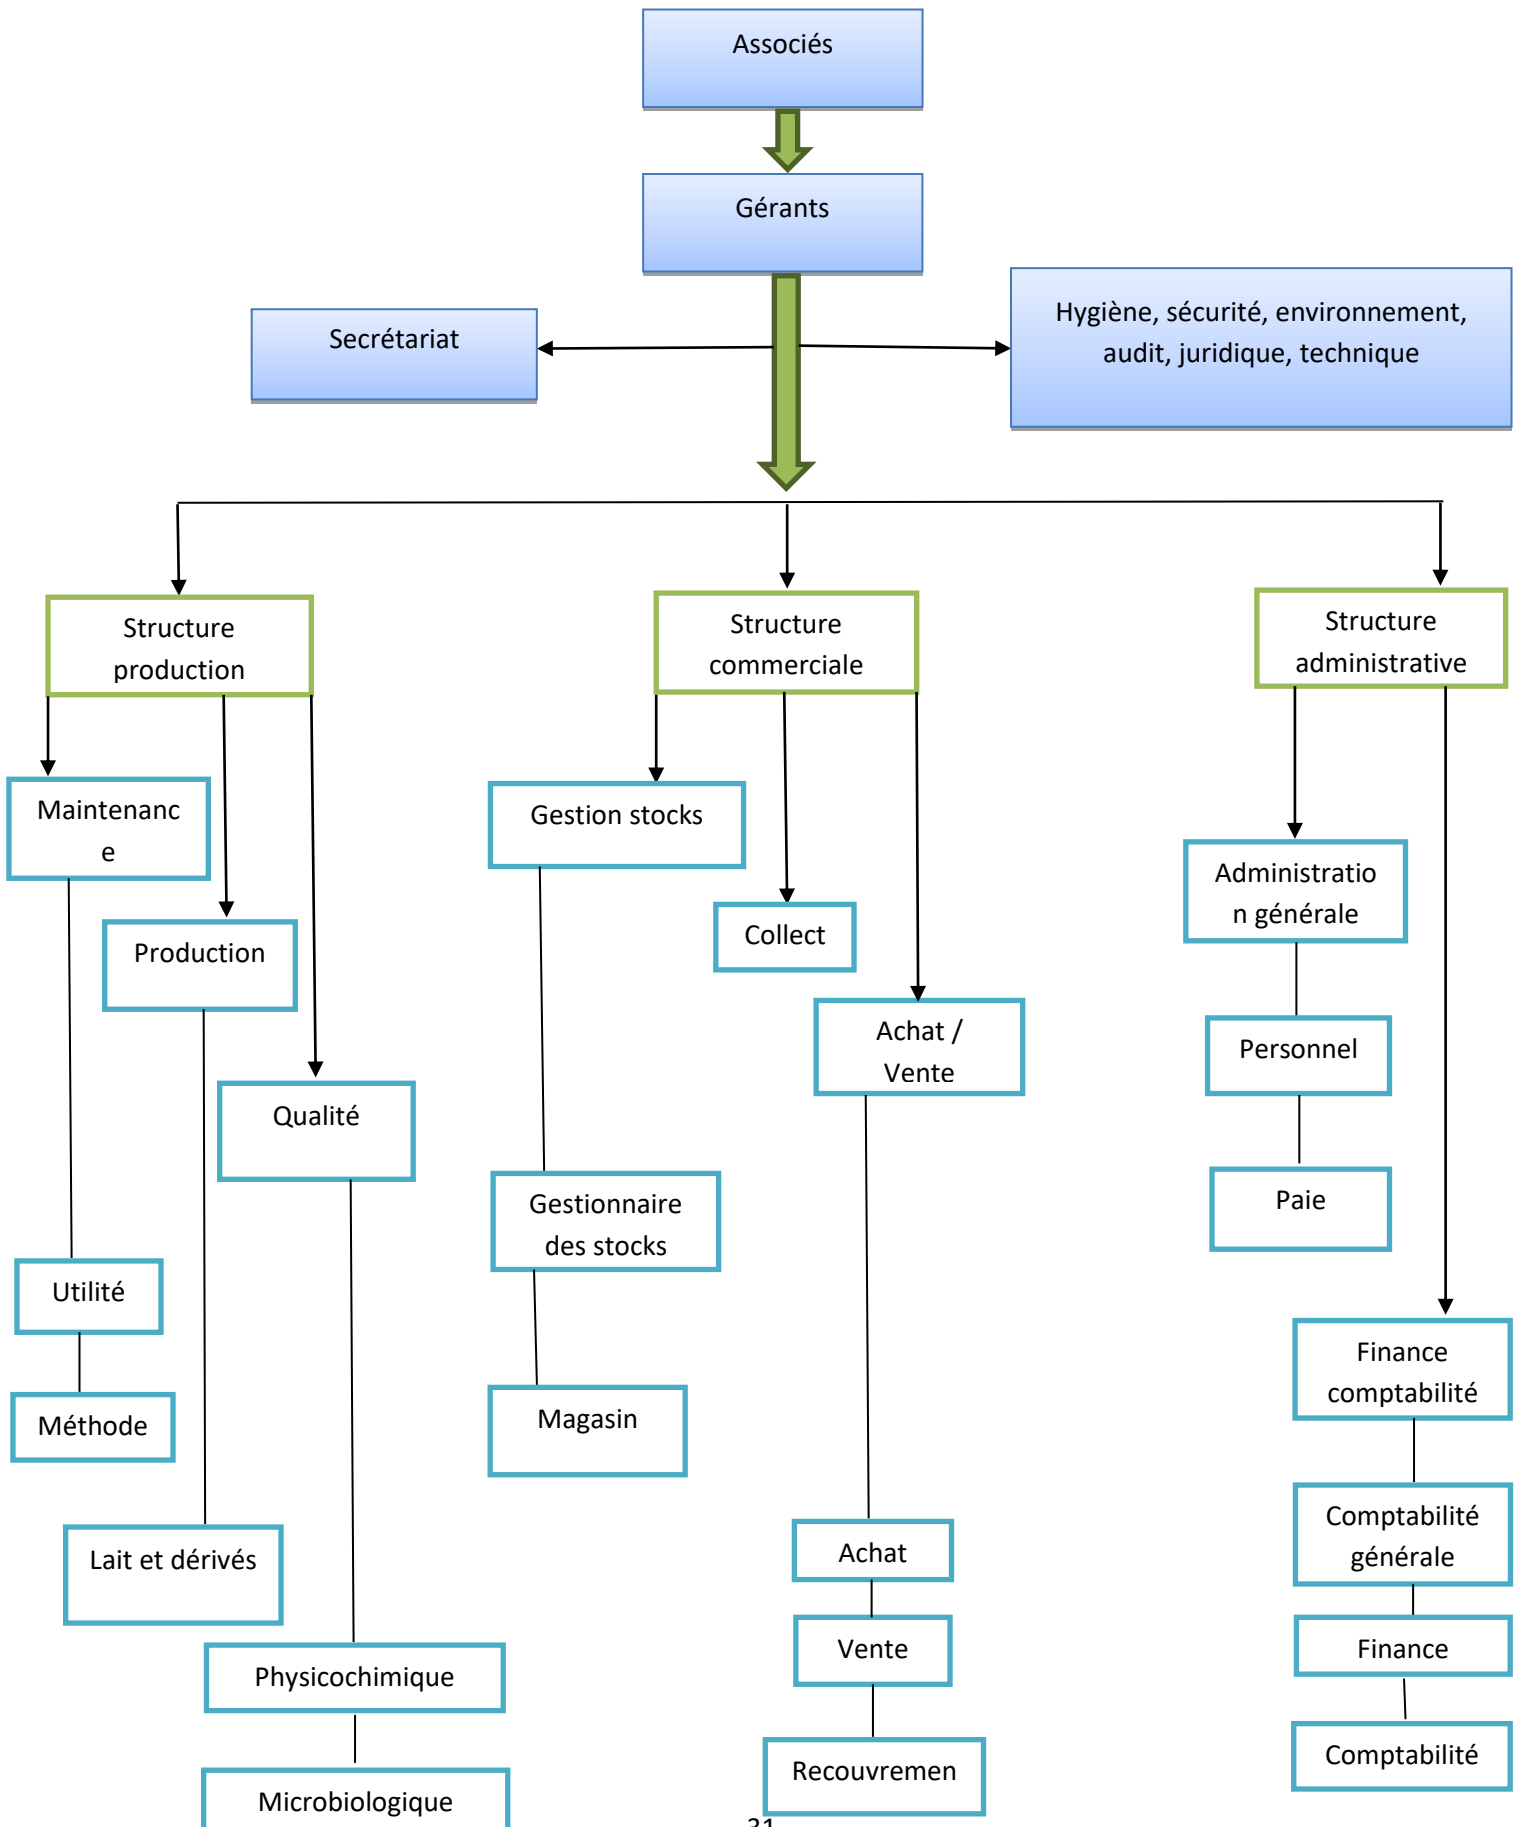 Associés
Gérants
Secrétariat
Hygiène, sécurité, environnement,
audit, juridique, technique
Structure
production
Structure
commerciale
Structure
administrative
Maintenanc
e
Production
Qualité
Utilité
Méthode
Lait et dérivés
Physicochimique
Microbiologique
Gestion stocks
Collect
Achat /
Vente
Gestionnaire
des stocks
Magasin
Achat
Vente
Recouvremen
Administratio
n générale
Personnel
Paie
Finance
comptabilité
Comptabilité
générale
Finance
Comptabilité
31